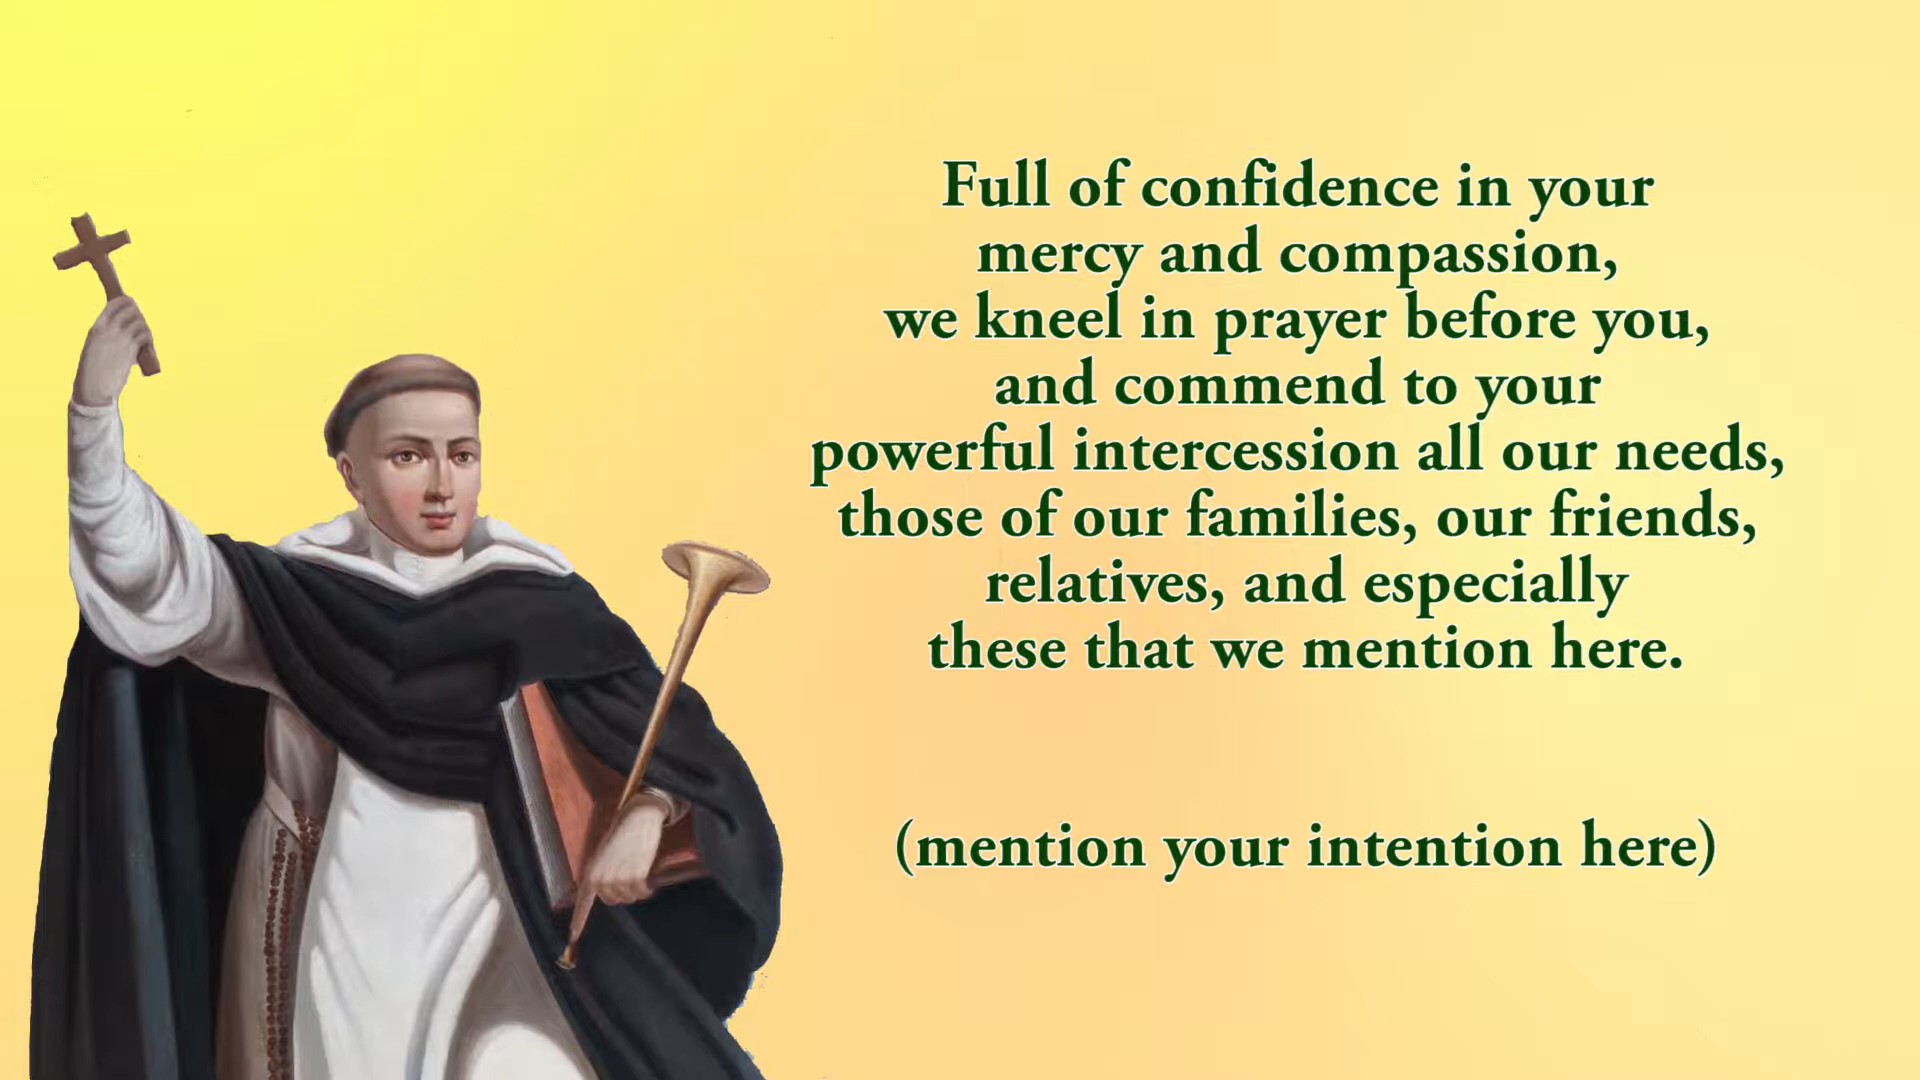 Full of confidence in your
mercy and compassion,
we kneel in prayer before you,
and commend to your
powerful intercession all our needs,
those of our families, our friends,
relatives, and especially
these that we mention here.
(mention your intention here)